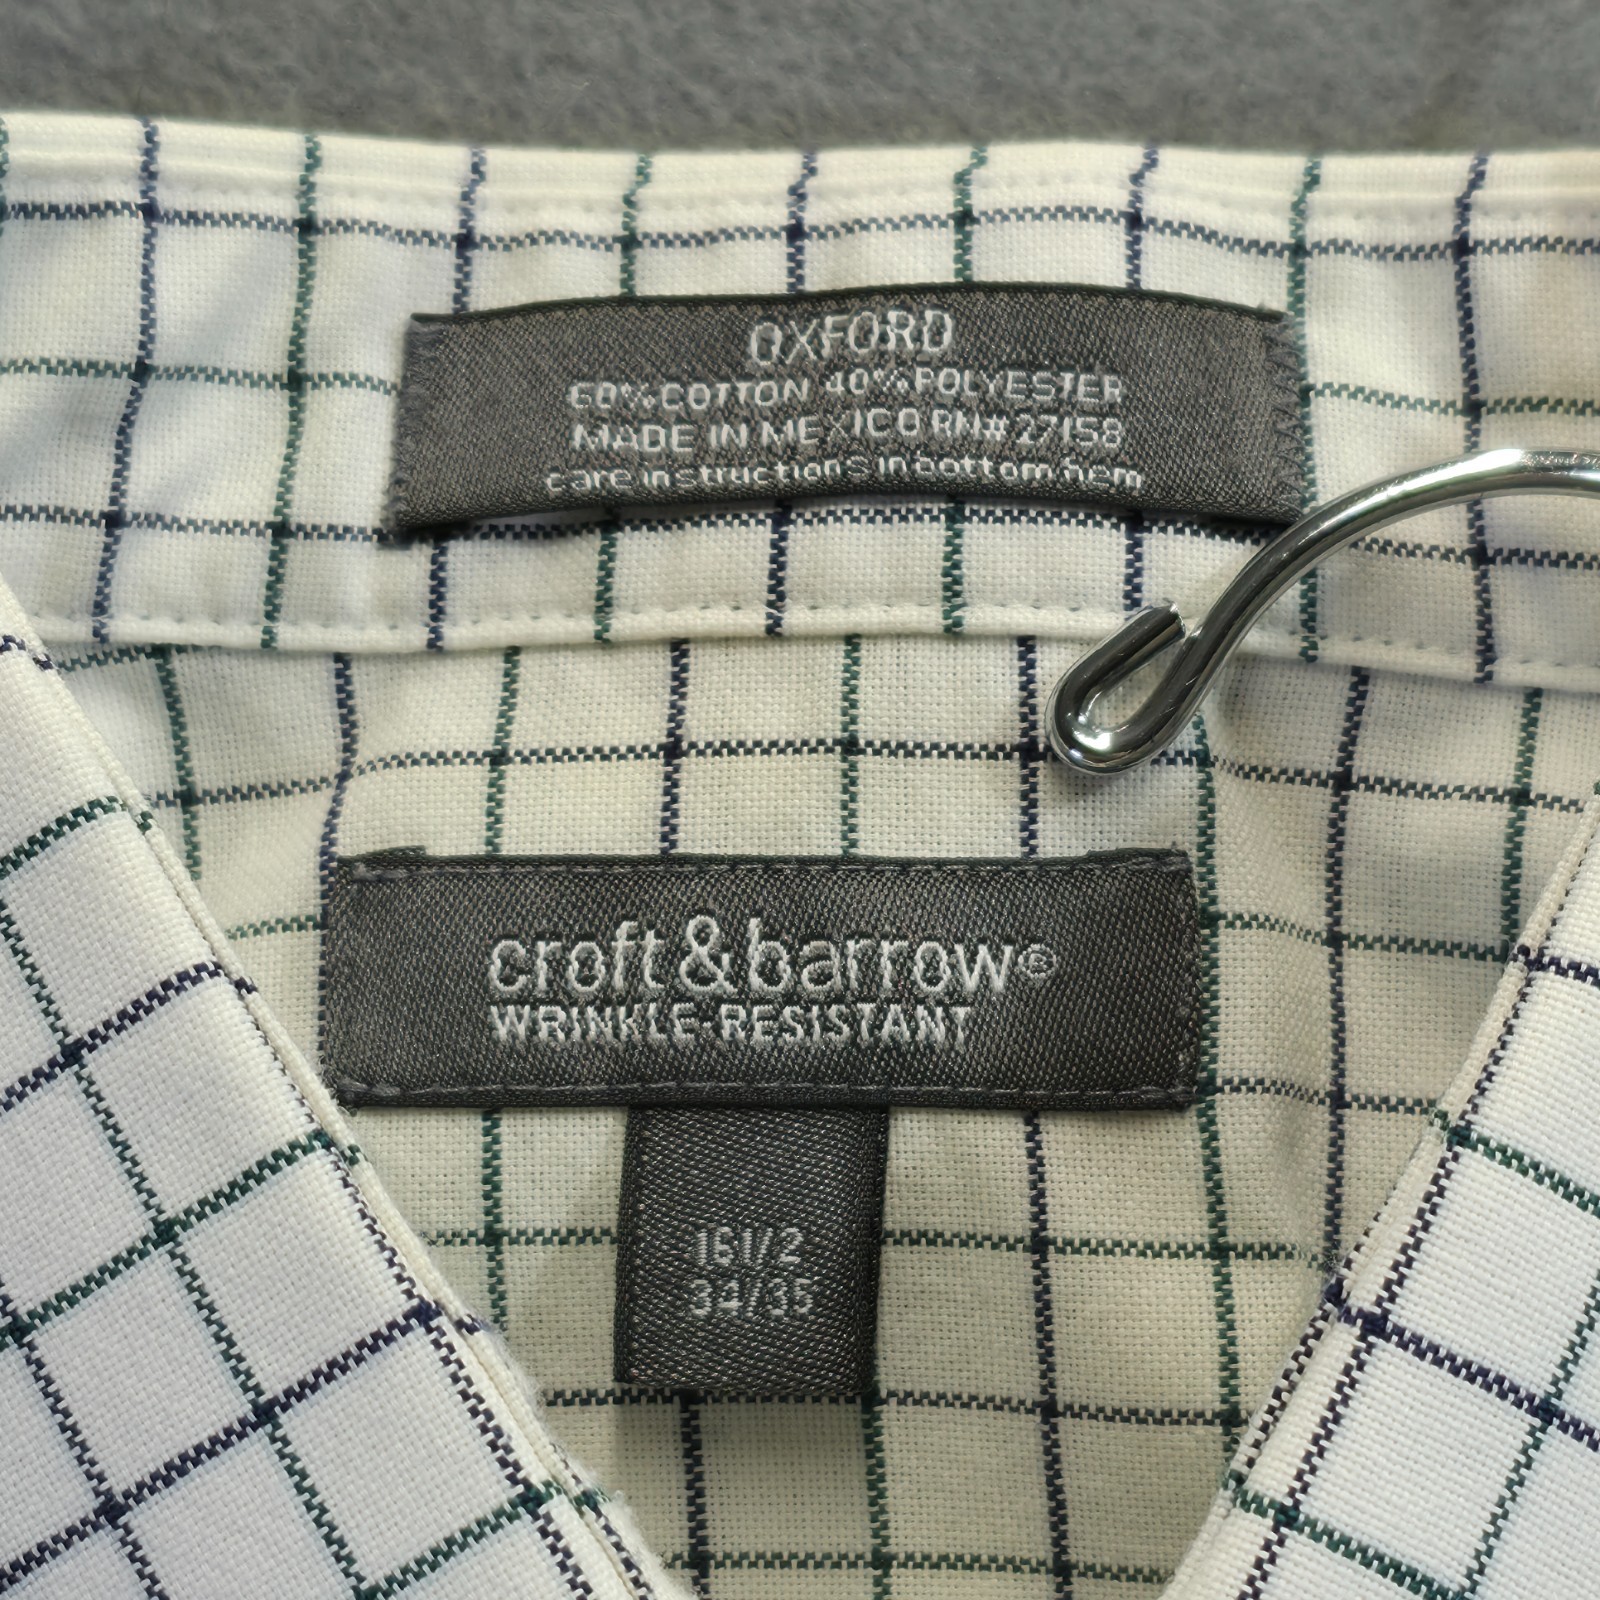 OXFORD
60% COTTON 40% POLYESTER
MADE IN MEXICO RN# 27158
care instructions in bottom hem
croft & barrow®
WRINKLE-RESISTANT
16 1/2
34/35